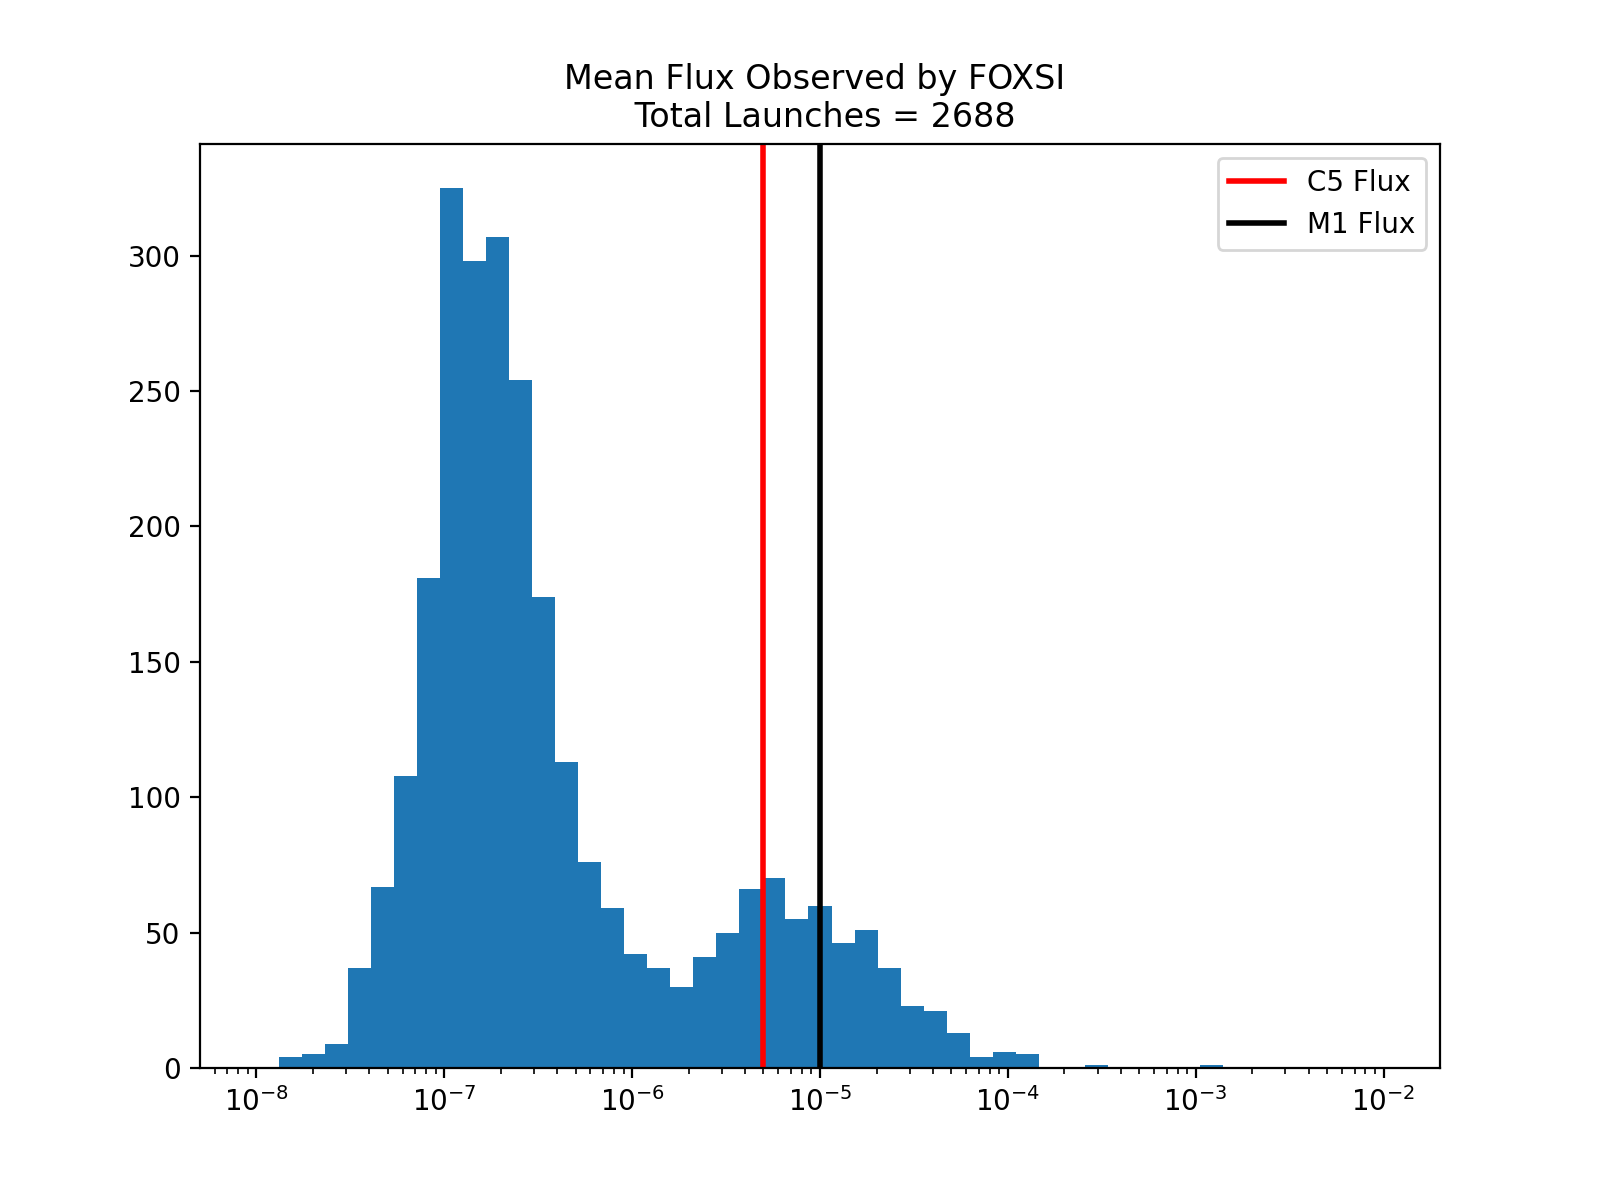 Mean Flux Observed by FOXSI
Total Launches = 2688
C5 Flux
M1 Flux
300
250
200
150
100
50
0
10⁻⁸ 10⁻⁷ 10⁻⁶ 10⁻⁵ 10⁻⁴ 10⁻³ 10⁻²